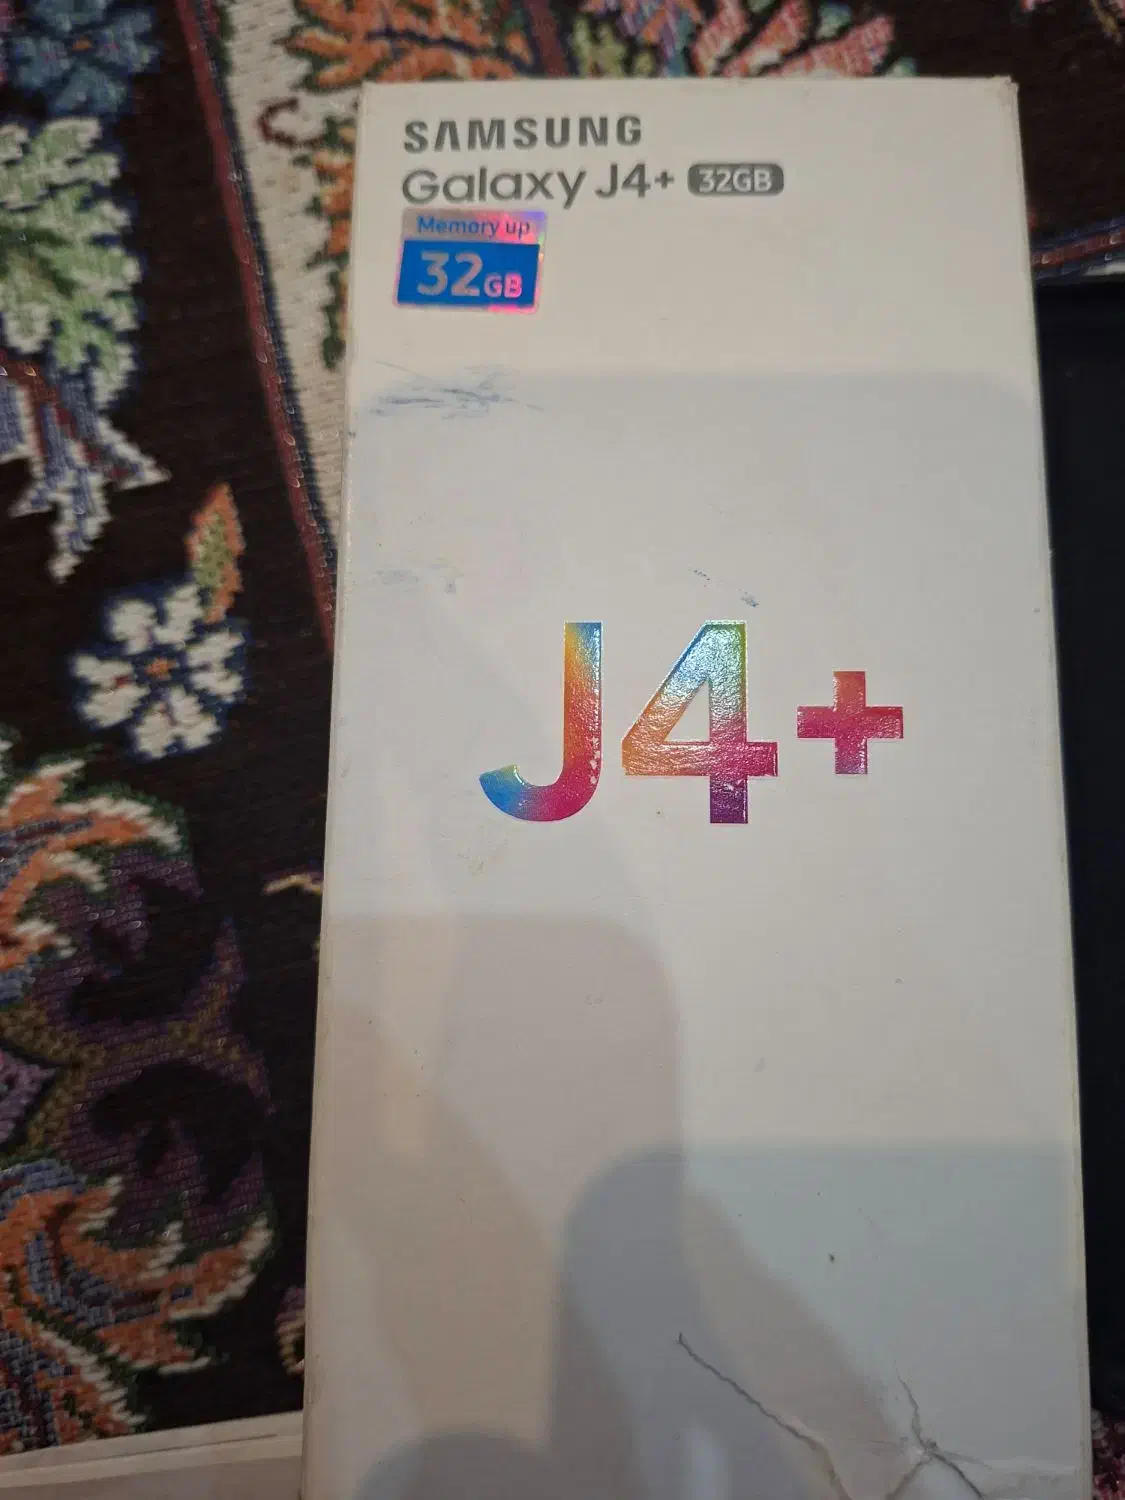 SAMSUNG
Galaxy J4+ 32GB
Memory up
32GB
J4+